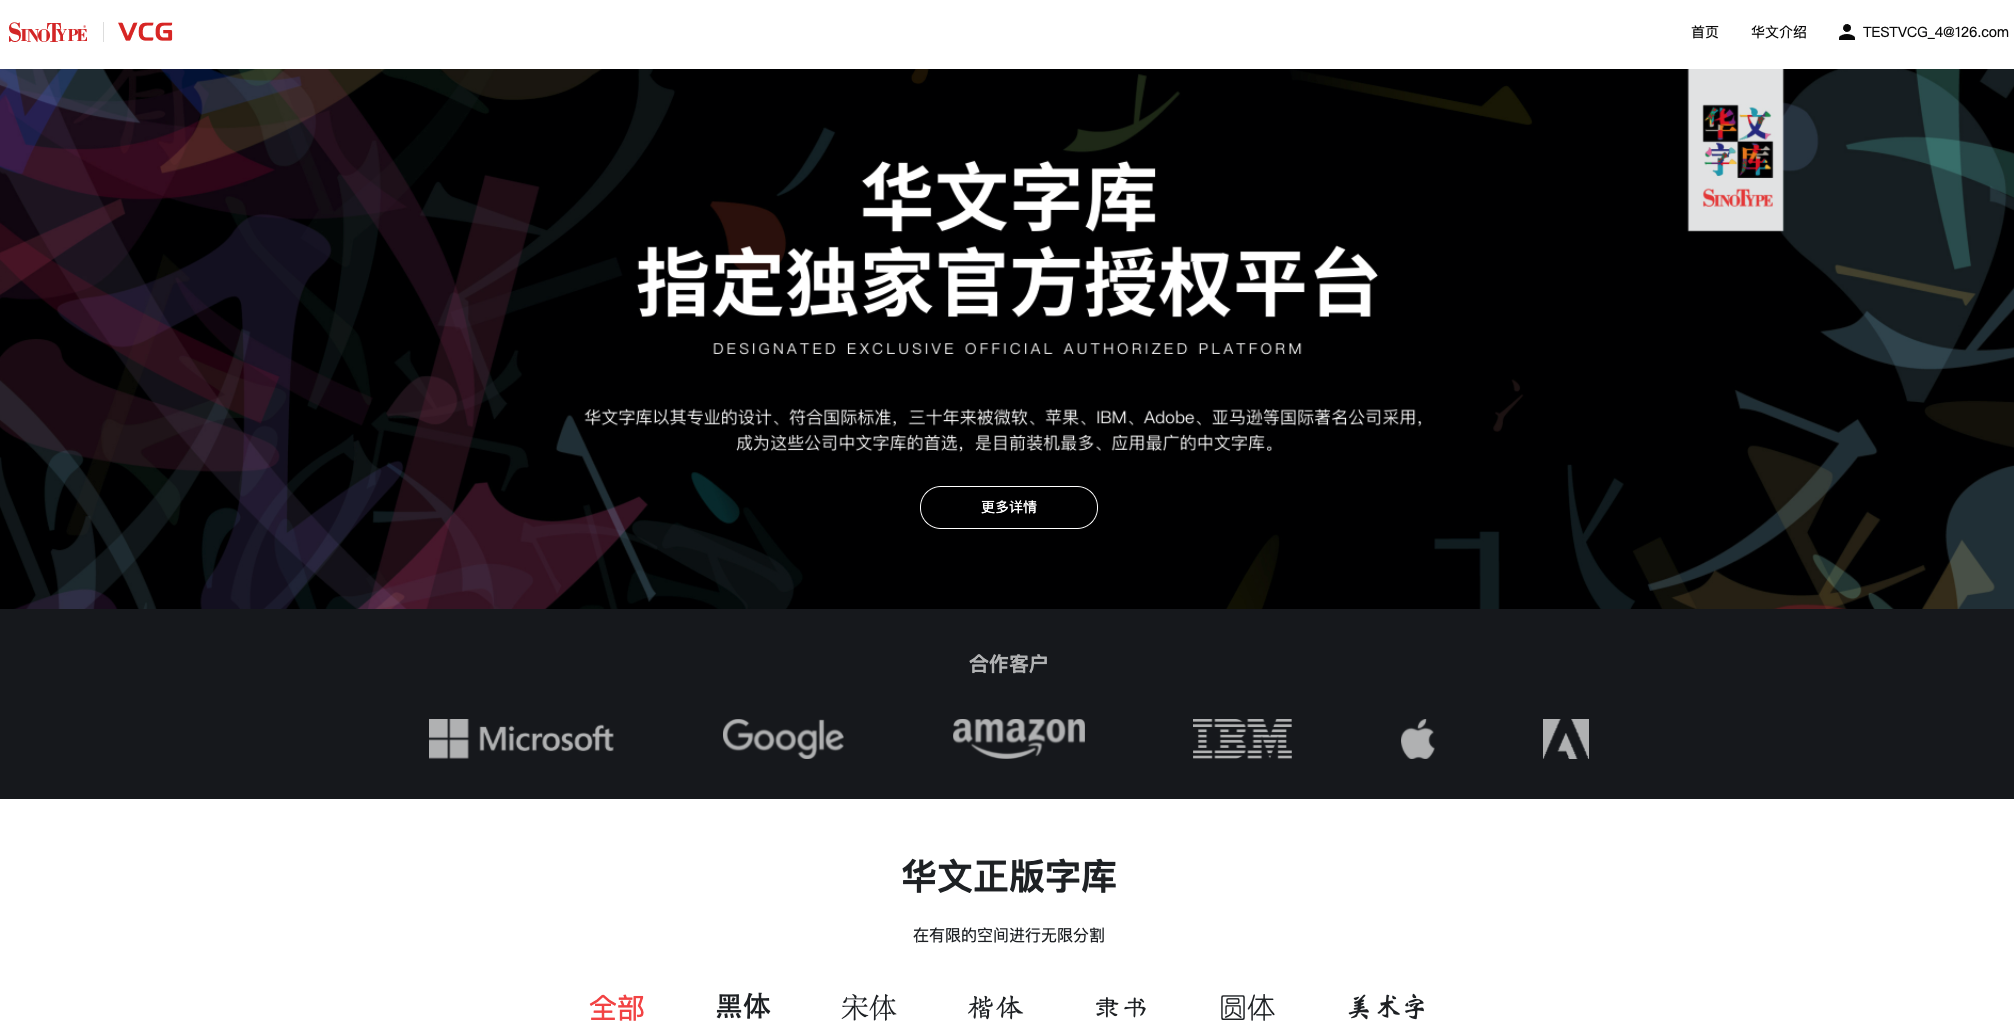 SINOTYPE VCG
首页 华文介绍 TESTVCG_4@126.com
华文
字库
SINOTYPE
华文字库
指定独家官方授权平台
DESIGNATED EXCLUSIVE OFFICIAL AUTHORIZED PLATFORM
华文字库以其专业的设计、符合国际标准，三十年来被微软、苹果、IBM、Adobe、亚马逊等国际著名公司采用，
成为这些公司中文字库的首选，是目前装机最多、应用最广的中文字库。
更多详情
合作客户
Microsoft Google amazon IBM
华文正版字库
在有限的空间进行无限分割
全部 黑体 宋体 楷体 隶书 圆体 美术字